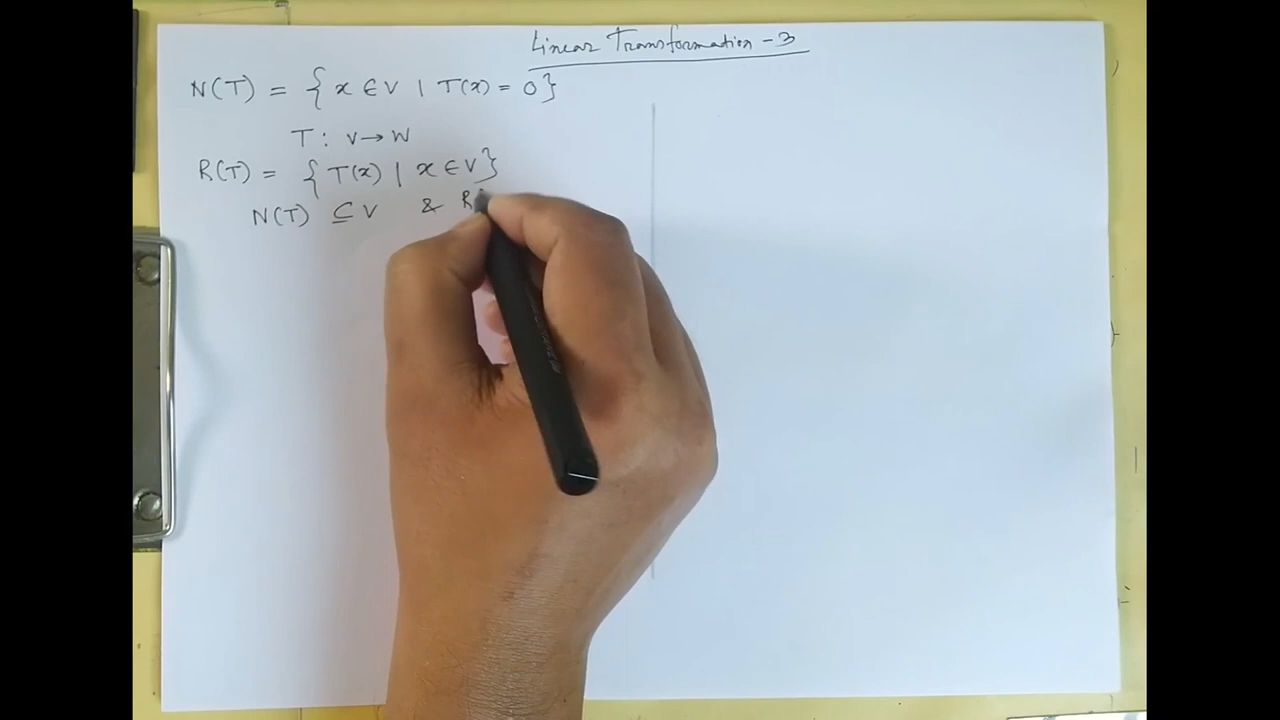 Linear Transformation - 3
N(T) = { x ∈ V | T(x) = 0 }
T : V → W
R(T) = { T(x) | x ∈ V }
N(T) ⊆ V & R